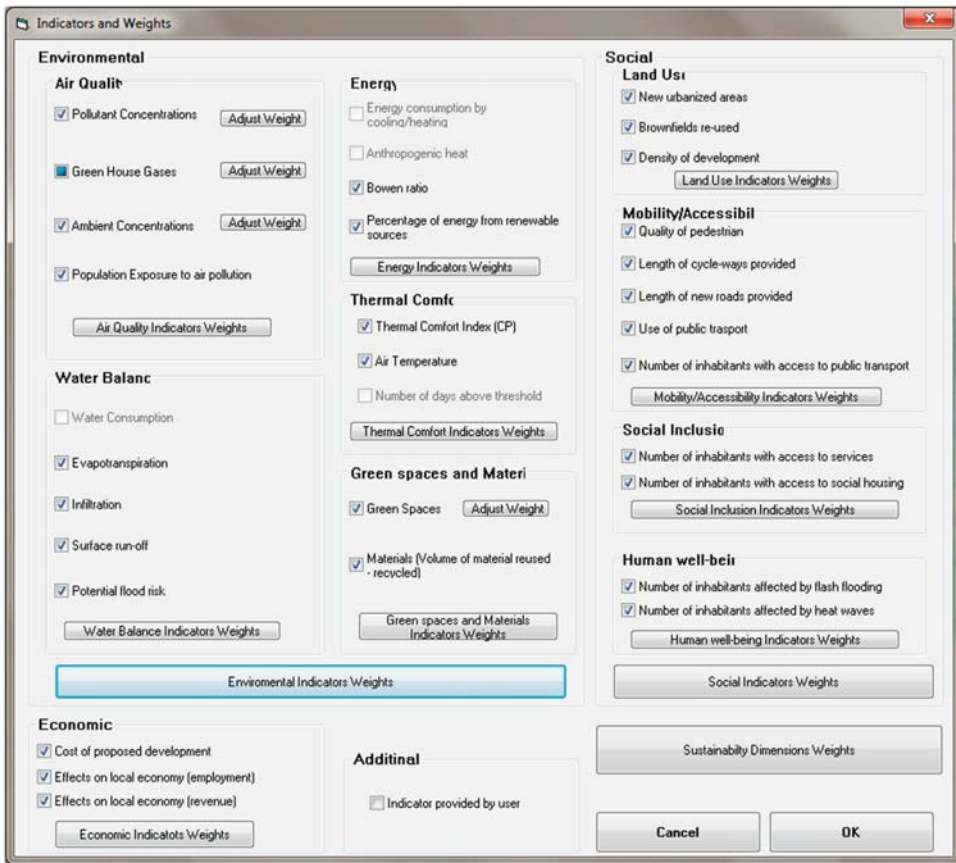 Indicators and Weights
Environmental
Air Qualit
Pollutant Concentrations
Adjust Weight
Green House Gases
Adjust Weight
Ambient Concentrations
Adjust Weight
Population Exposure to air pollution
Air Quality Indicators Weights
Water Balanc
Water Consumption
Evapotranspiration
Infiltration
Surface run-off
Potential flood risk
Water Balance Indicators Weights
Energy
Energy consumption by
cooling/heating
Anthropogenic heat
Bowen ratio
Percentage of energy from renewable
sources
Energy Indicators Weights
Thermal Comfo
Thermal Comfort Index (CP)
Air Temperature
Number of days above threshold
Thermal Comfort Indicators Weights
Green spaces and Materi
Green Spaces
Adjust Weight
Materials (Volume of material reused
- recycled)
Green spaces and Materials
Indicators Weights
Enviromental Indicators Weights
Social
Land Use
New urbanized areas
Brownfields re-used
Density of development
Land Use Indicators Weights
Mobility/Accessibil
Quality of pedestrian
Length of cycle-ways provided
Length of new roads provided
Use of public trasport
Number of inhabitants with access to public transport
Mobility/Accessibility Indicators Weights
Social Inclusio
Number of inhabitants with access to services
Number of inhabitants with access to social housing
Social Inclusion Indicators Weights
Human well-bein
Number of inhabitants affected by flash flooding
Number of inhabitants affected by heat waves
Human well-being Indicators Weights
Social Indicators Weights
Economic
Cost of proposed development
Effects on local economy (employment)
Effects on local economy (revenue)
Economic Indicatots Weights
Additinal
Indicator provided by user
Sustainabilty Dimensions Weights
Cancel
OK